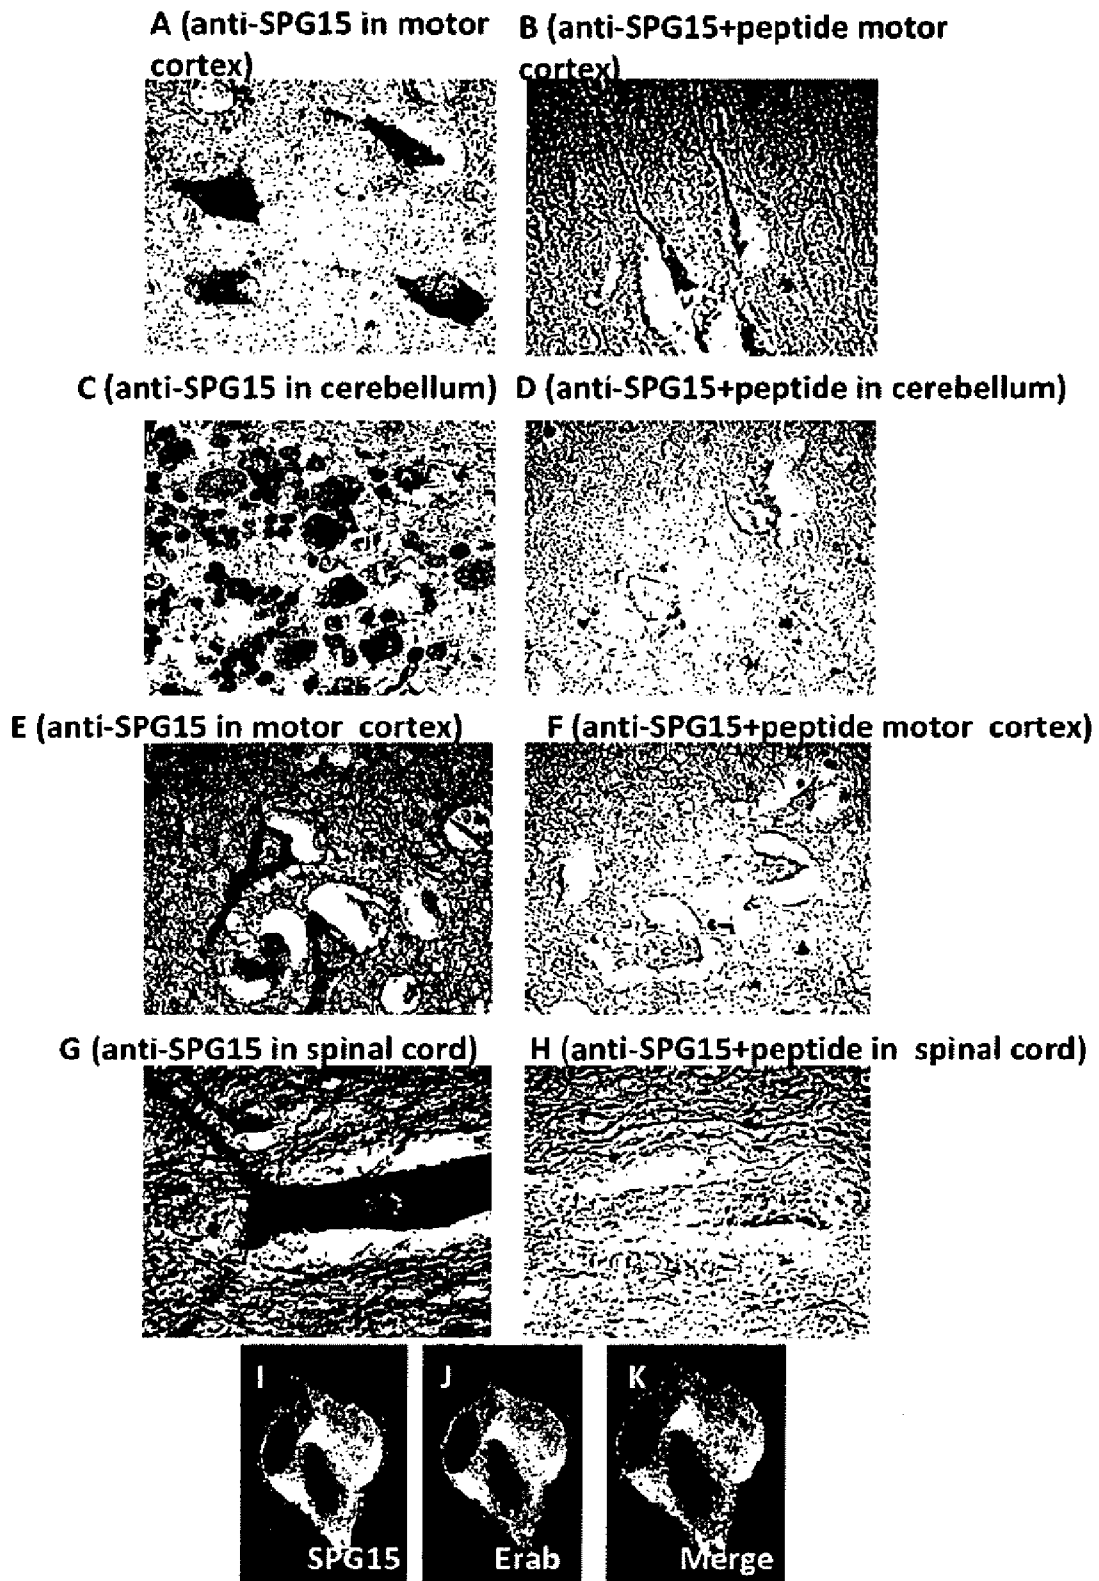 A (anti-SPG15 in motor
cortex)
B (anti-SPG15+peptide motor
cortex)
C (anti-SPG15 in cerebellum)
D (anti-SPG15+peptide in cerebellum)
E (anti-SPG15 in motor cortex)
F (anti-SPG15+peptide motor cortex)
G (anti-SPG15 in spinal cord)
H (anti-SPG15+peptide in spinal cord)
I
SPG15
J
Erab
K
Merge